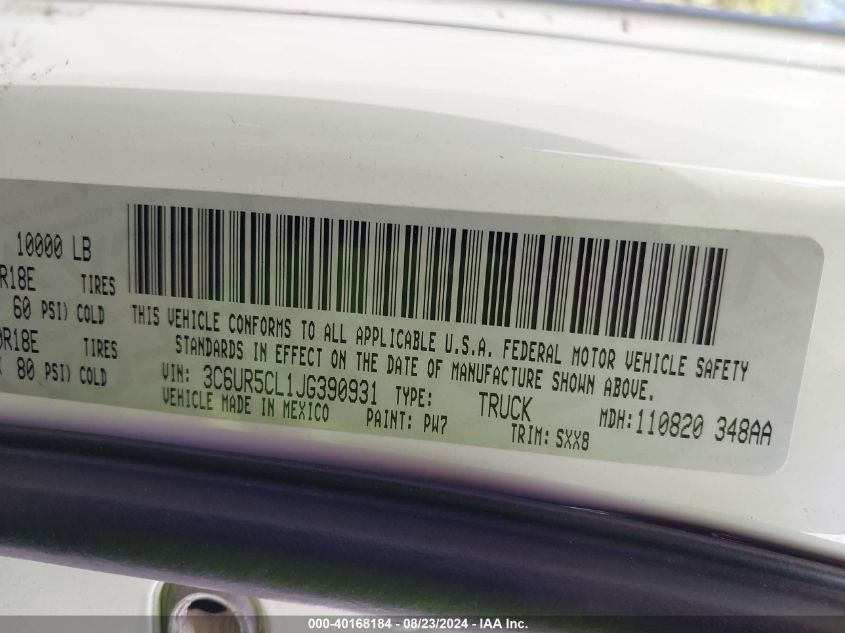 10000 LB
R18E TIRES
60 PSI) COLD
R18E TIRES
80 PSI) COLD
THIS VEHICLE CONFORMS TO ALL APPLICABLE U.S.A. FEDERAL MOTOR VEHICLE SAFETY
STANDARDS IN EFFECT ON THE DATE OF MANUFACTURE SHOWN ABOVE.
VIN: 3C6UR5CL1JG390931 TYPE: TRUCK MDH: 110820 348AA
VEHICLE MADE IN MEXICO PAINT: PW7 TRIM: SXX8
000-40168184 - 08/23/2024 - IAA Inc.